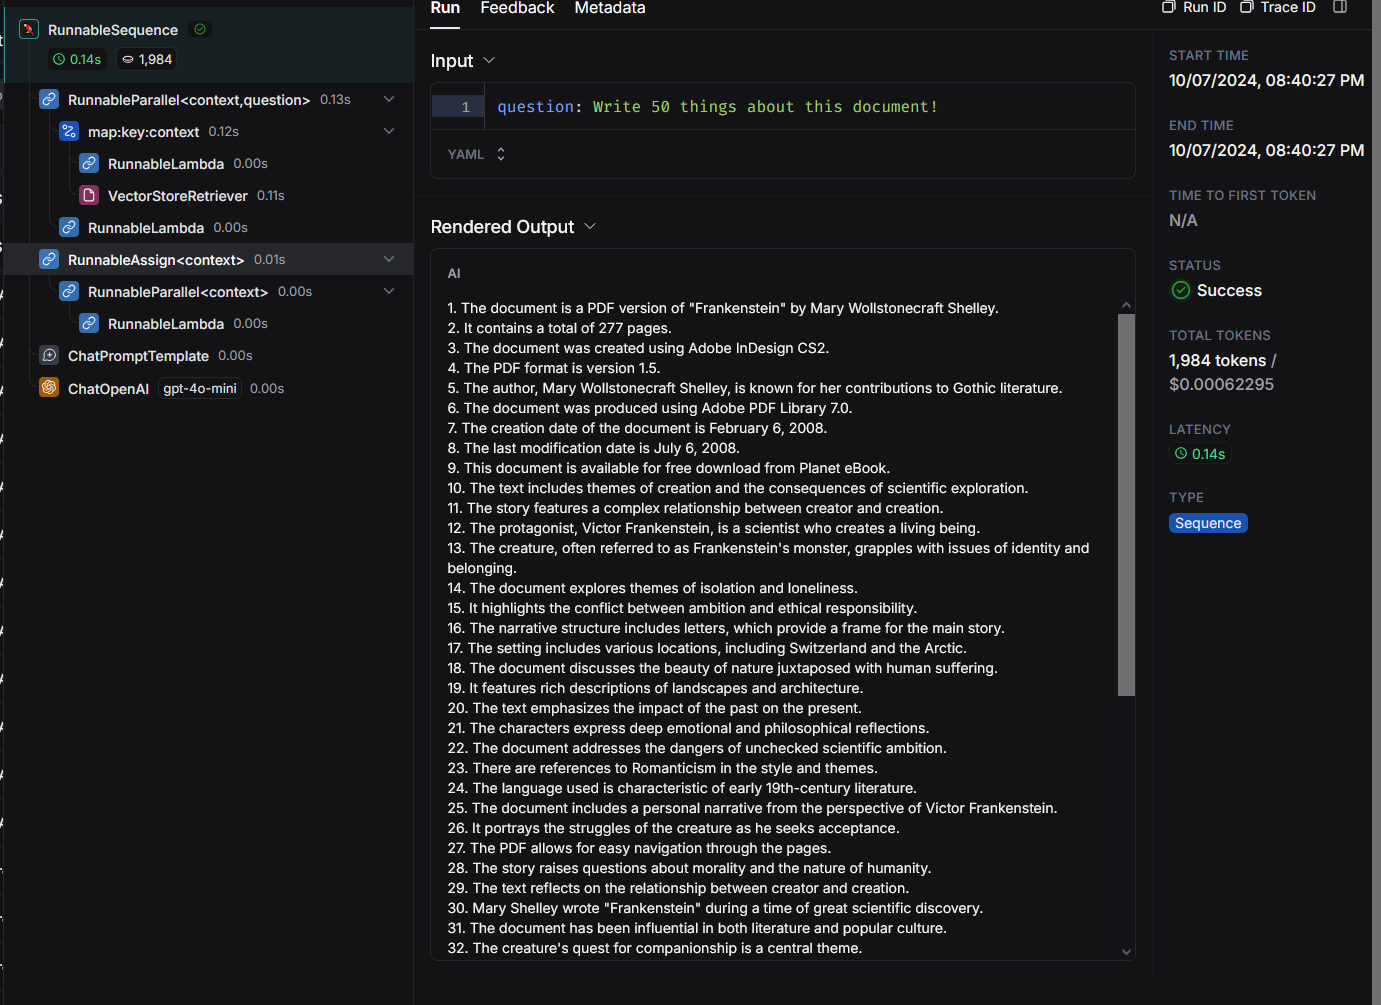 RunnableSequence
0.14s 1,984
RunnableParallel<context,question> 0.13s
map:key:context 0.12s
RunnableLambda 0.00s
VectorStoreRetriever 0.11s
RunnableLambda 0.00s
RunnableAssign<context> 0.01s
RunnableParallel<context> 0.00s
RunnableLambda 0.00s
ChatPromptTemplate 0.00s
ChatOpenAI gpt-4o-mini 0.00s
Run Feedback Metadata
Run ID Trace ID
Input
1 question: Write 50 things about this document!
YAML
Rendered Output
AI
1. The document is a PDF version of "Frankenstein" by Mary Wollstonecraft Shelley.
2. It contains a total of 277 pages.
3. The document was created using Adobe InDesign CS2.
4. The PDF format is version 1.5.
5. The author, Mary Wollstonecraft Shelley, is known for her contributions to Gothic literature.
6. The document was produced using Adobe PDF Library 7.0.
7. The creation date of the document is February 6, 2008.
8. The last modification date is July 6, 2008.
9. This document is available for free download from Planet eBook.
10. The text includes themes of creation and the consequences of scientific exploration.
11. The story features a complex relationship between creator and creation.
12. The protagonist, Victor Frankenstein, is a scientist who creates a living being.
13. The creature, often referred to as Frankenstein's monster, grapples with issues of identity and
belonging.
14. The document explores themes of isolation and loneliness.
15. It highlights the conflict between ambition and ethical responsibility.
16. The narrative structure includes letters, which provide a frame for the main story.
17. The setting includes various locations, including Switzerland and the Arctic.
18. The document discusses the beauty of nature juxtaposed with human suffering.
19. It features rich descriptions of landscapes and architecture.
20. The text emphasizes the impact of the past on the present.
21. The characters express deep emotional and philosophical reflections.
22. The document addresses the dangers of unchecked scientific ambition.
23. There are references to Romanticism in the style and themes.
24. The language used is characteristic of early 19th-century literature.
25. The document includes a personal narrative from the perspective of Victor Frankenstein.
26. It portrays the struggles of the creature as he seeks acceptance.
27. The PDF allows for easy navigation through the pages.
28. The story raises questions about morality and the nature of humanity.
29. The text reflects on the relationship between creator and creation.
30. Mary Shelley wrote "Frankenstein" during a time of great scientific discovery.
31. The document has been influential in both literature and popular culture.
32. The creature's quest for companionship is a central theme.
START TIME
10/07/2024, 08:40:27 PM
END TIME
10/07/2024, 08:40:27 PM
TIME TO FIRST TOKEN
N/A
STATUS
Success
TOTAL TOKENS
1,984 tokens /
$0.00062295
LATENCY
0.14s
TYPE
Sequence